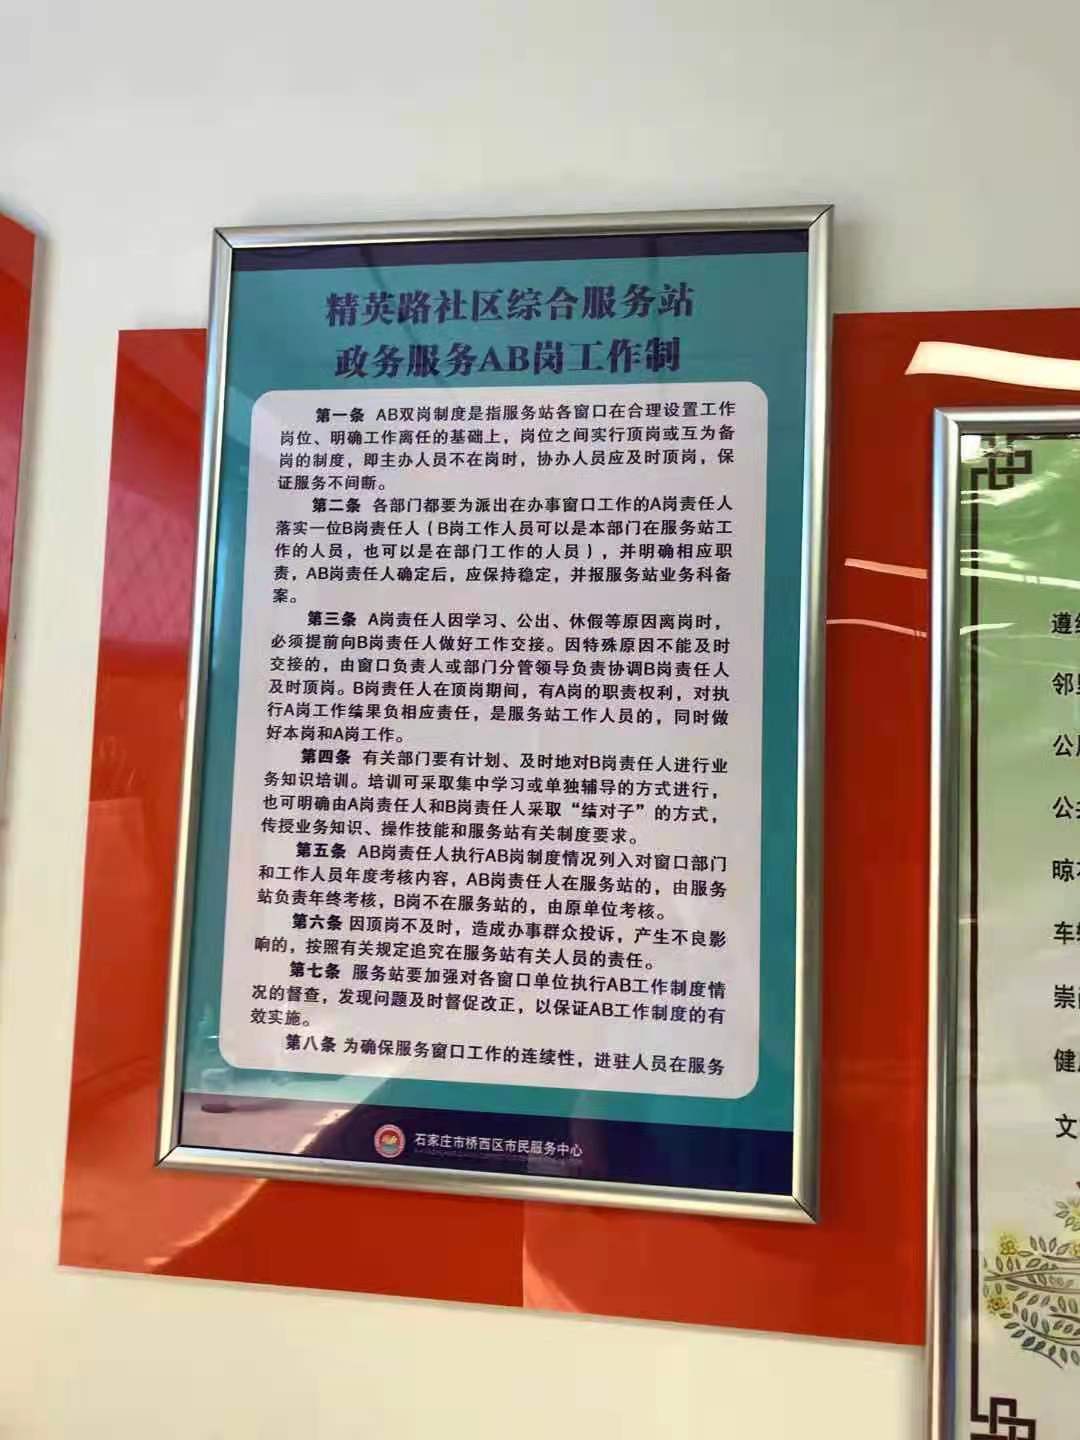 精英路社区综合服务站
政务服务AB岗工作制
第一条 AB双岗制度是指服务站各窗口在合理设置工作
岗位、明确工作离任的基础上，岗位之间实行顶岗或互为备
岗的制度，即主办人员不在岗时，协办人员应及时顶岗，保
证服务不间断。
第二条 各部门都要为派出在办事窗口工作的A岗责任人
落实一位B岗责任人（B岗工作人员可以是本部门在服务站工
作的人员，也可以是在部门工作的人员），并明确相应职
责，AB岗责任人确定后，应保持稳定，并报服务站业务科备
案。
第三条 A岗责任人因学习、公出、休假等原因离岗时，
必须提前向B岗责任人做好工作交接。因特殊原因不能及时
交接的，由窗口负责人或部门分管领导负责协调B岗责任人
及时顶岗。B岗责任人在顶岗期间，有A岗的职责权利，对执
行A岗工作结果负相应责任，是服务站工作人员的，同时做
好本岗和A岗工作。
第四条 有关部门要有计划、及时地对B岗责任人进行业
务知识培训。培训可采取集中学习或单独辅导的方式进行，
也可明确由A岗责任人和B岗责任人采取“结对子”的方式，
传授业务知识、操作技能和服务站有关制度要求。
第五条 AB岗责任人执行AB岗制度情况列入对窗口部门
和工作人员年度考核内容，AB岗责任人在服务站的，由服务
站负责年终考核，B岗不在服务站的，由原单位考核。
第六条 因顶岗不及时，造成办事群众投诉，产生不良影
响的，按照有关规定追究在服务站有关人员的责任。
第七条 服务站要加强对各窗口单位执行AB工作制度情
况的督查，发现问题及时督促改正，以保证AB工作制度的有
效实施。
第八条 为确保服务窗口工作的连续性，进驻人员在服务
石家庄市桥西区市民服务中心
遵
邻
公
公
晾
车
崇
健
文